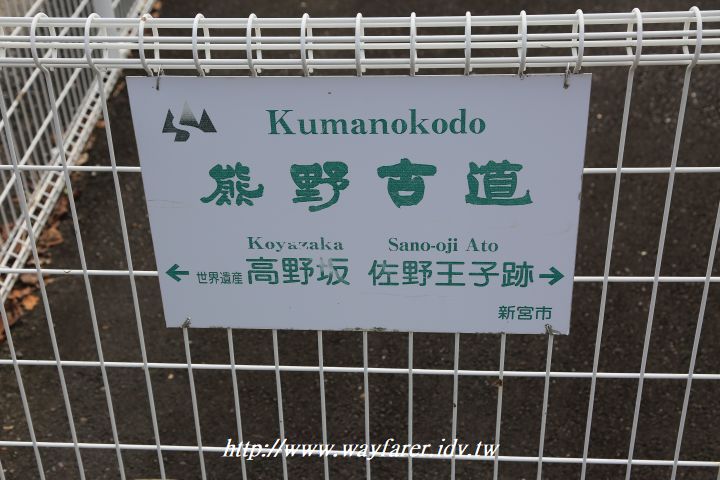 Kumanokodo
熊野古道
Koyazaka Sano-oji Ato
← 世界遺産 高野坂 佐野王子跡 →
新宮市
http://www.wayfarer.idv.tw